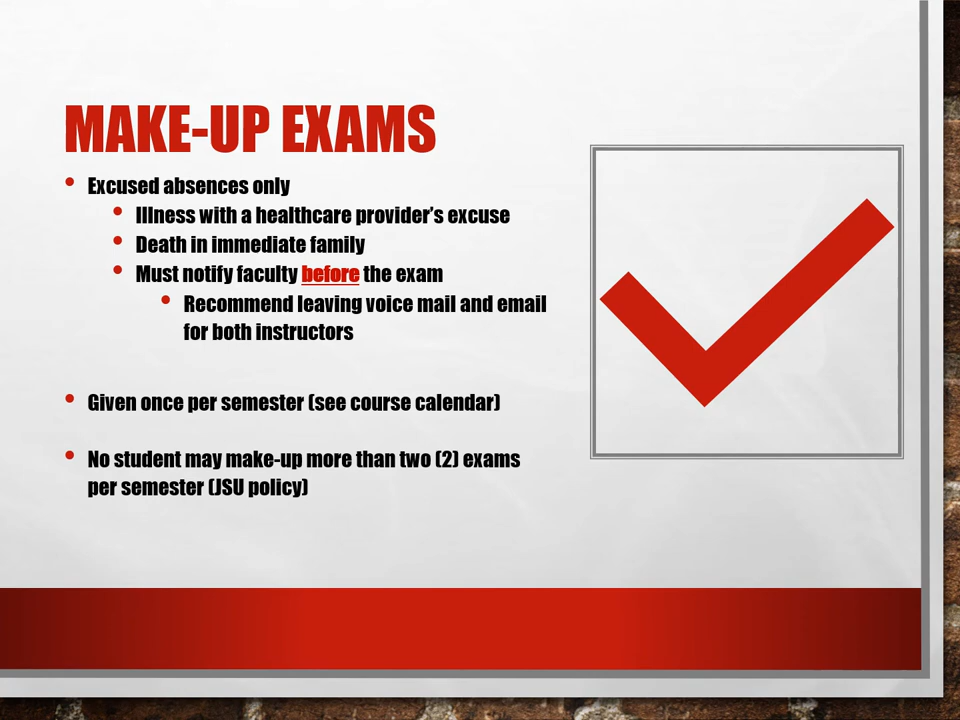 MAKE-UP EXAMS
• Excused absences only
• Illness with a healthcare provider’s excuse
• Death in immediate family
• Must notify faculty before the exam
• Recommend leaving voice mail and email
for both instructors
• Given once per semester (see course calendar)
• No student may make-up more than two (2) exams
per semester (JSU policy)